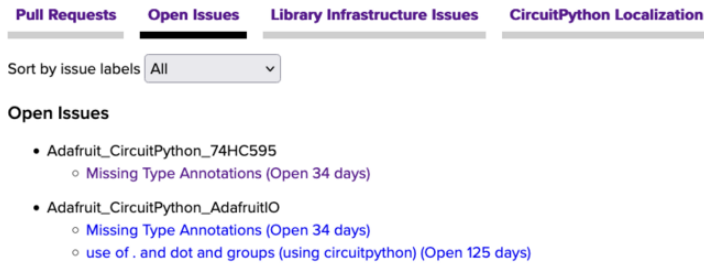 Pull Requests Open Issues Library Infrastructure Issues CircuitPython Localization
Sort by issue labels All
Open Issues
Adafruit_CircuitPython_74HC595
Missing Type Annotations (Open 34 days)
Adafruit_CircuitPython_AdafruitIO
Missing Type Annotations (Open 34 days)
use of . and dot and groups (using circuitpython) (Open 125 days)